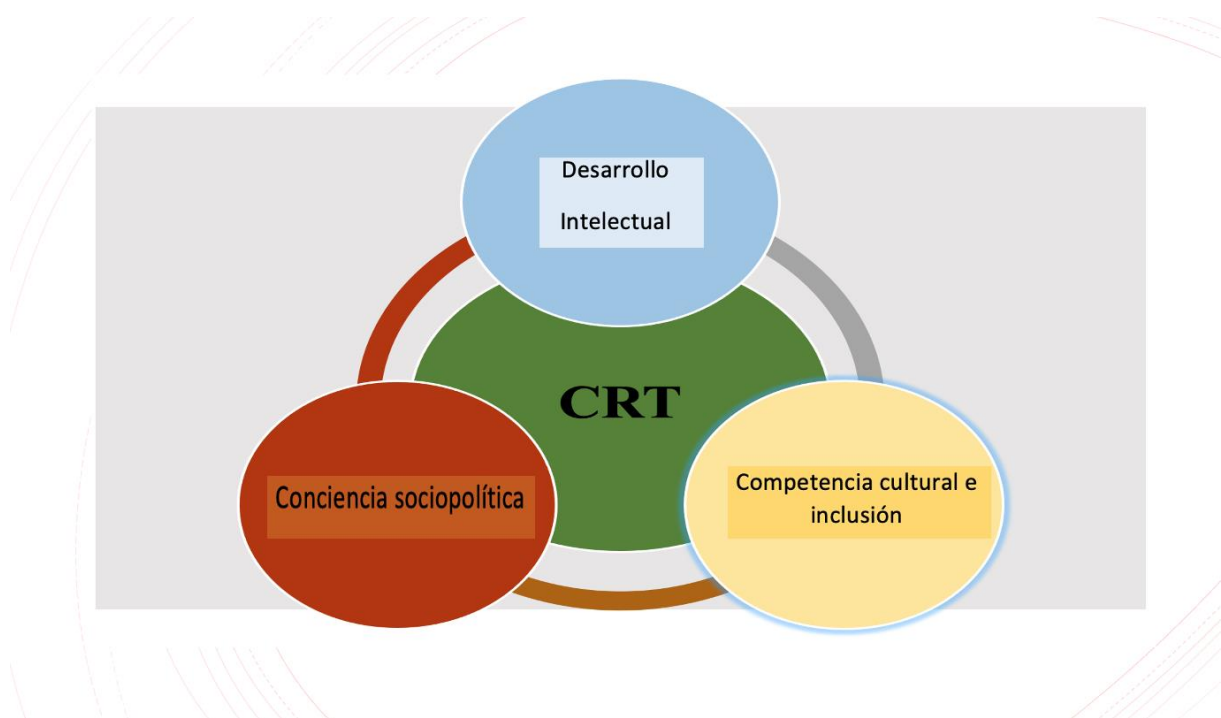 Desarrollo
Intelectual
CRT
Conciencia sociopolítica
Competencia cultural e
inclusión